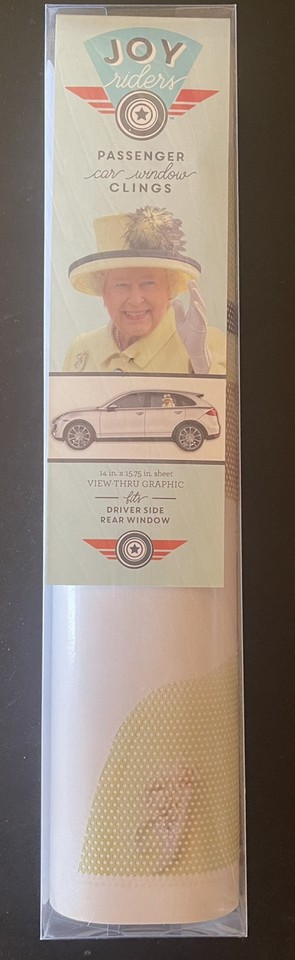 JOY
riders
™
PASSENGER
car window
CLINGS
14 in. x 15.75 in. sheet
VIEW-THRU GRAPHIC
fits
DRIVER SIDE
REAR WINDOW